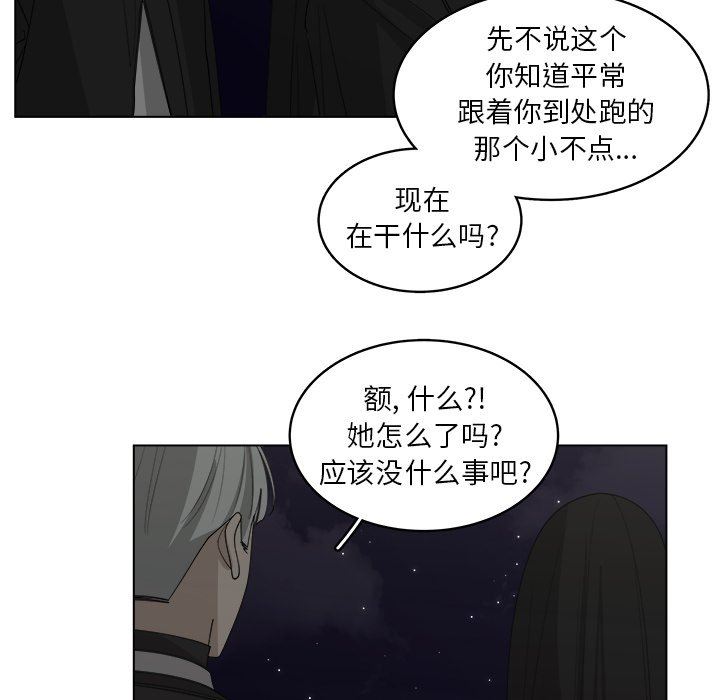 先不说这个
你知道平常
跟着你到处跑的
那个小不点...
现在
在干什么吗?
额, 什么?!
她怎么了吗?
应该没什么事吧?